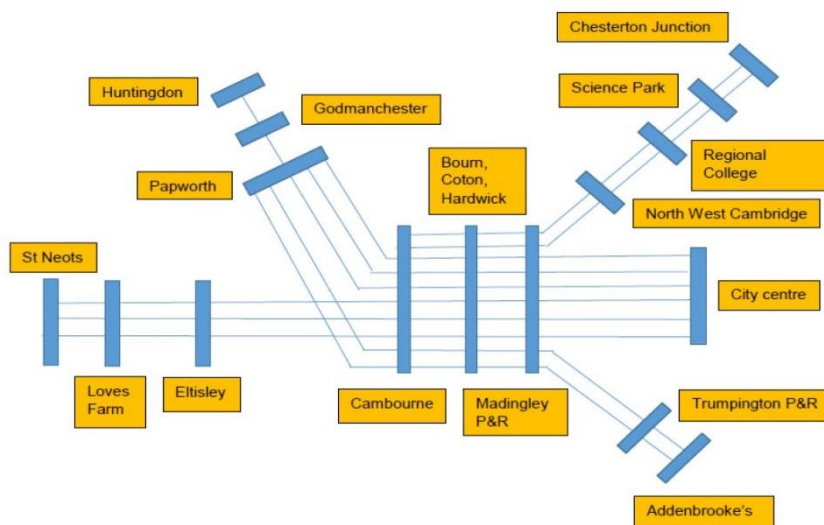 Chesterton Junction
Huntingdon
Science Park
Godmanchester
Bourn,
Coton,
Hardwick
Regional
College
Papworth
North West Cambridge
St Neots
City centre
Loves
Farm
Eltisley
Cambourne
Madingley
P&R
Trumpington P&R
Addenbrooke's